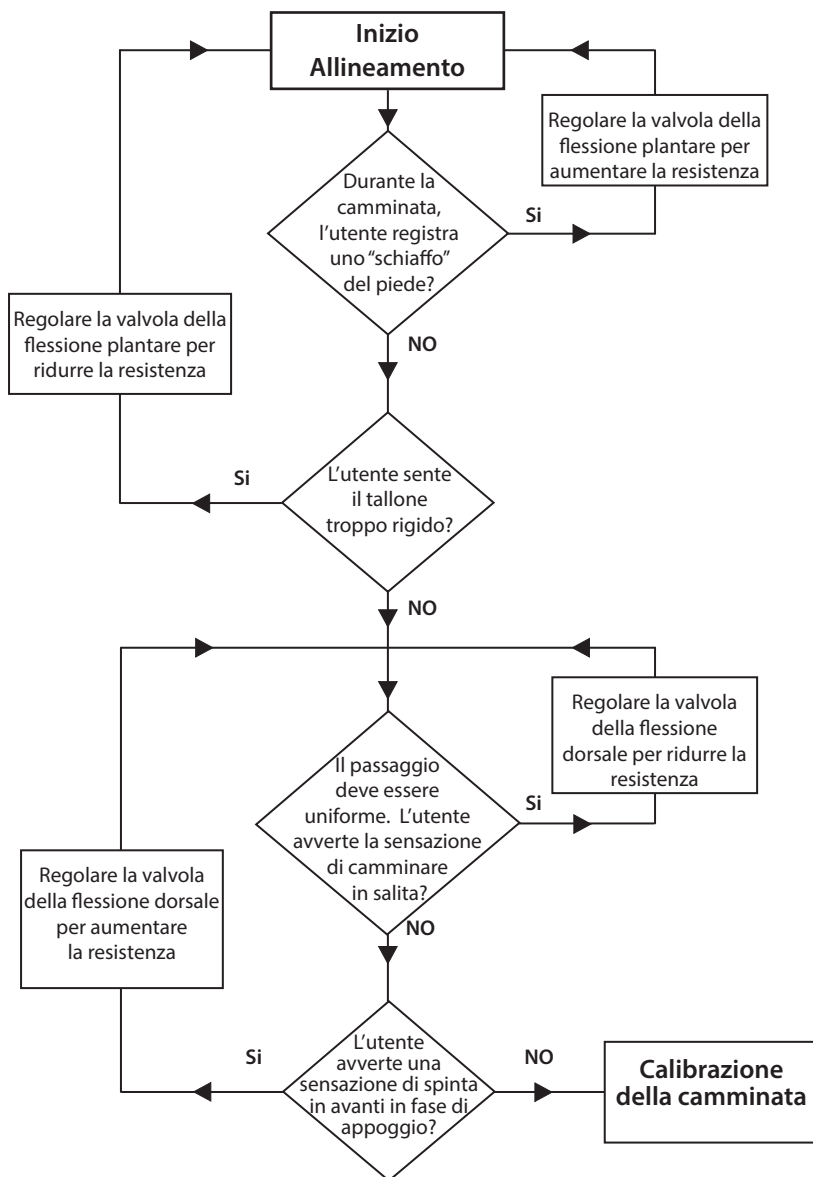 Inizio
Allineamento
Regolare la valvola della
flessione plantare per
aumentare la resistenza
Durante la
camminata,
l'utente registra
uno “schiaffo”
del piede?
Si
Regolare la valvola della
flessione plantare per
ridurre la resistenza
NO
Si
L'utente sente
il tallone
troppo rigido?
NO
Regolare la valvola
della flessione
dorsale per ridurre la
resistenza
Il passaggio
deve essere
uniforme. L'utente
avverte la sensazione
di camminare
in salita?
Si
Regolare la valvola
della flessione dorsale
per aumentare
la resistenza
NO
Si
L'utente
avverte una
sensazione di spinta
in avanti in fase di
appoggio?
NO
Calibrazione
della camminata